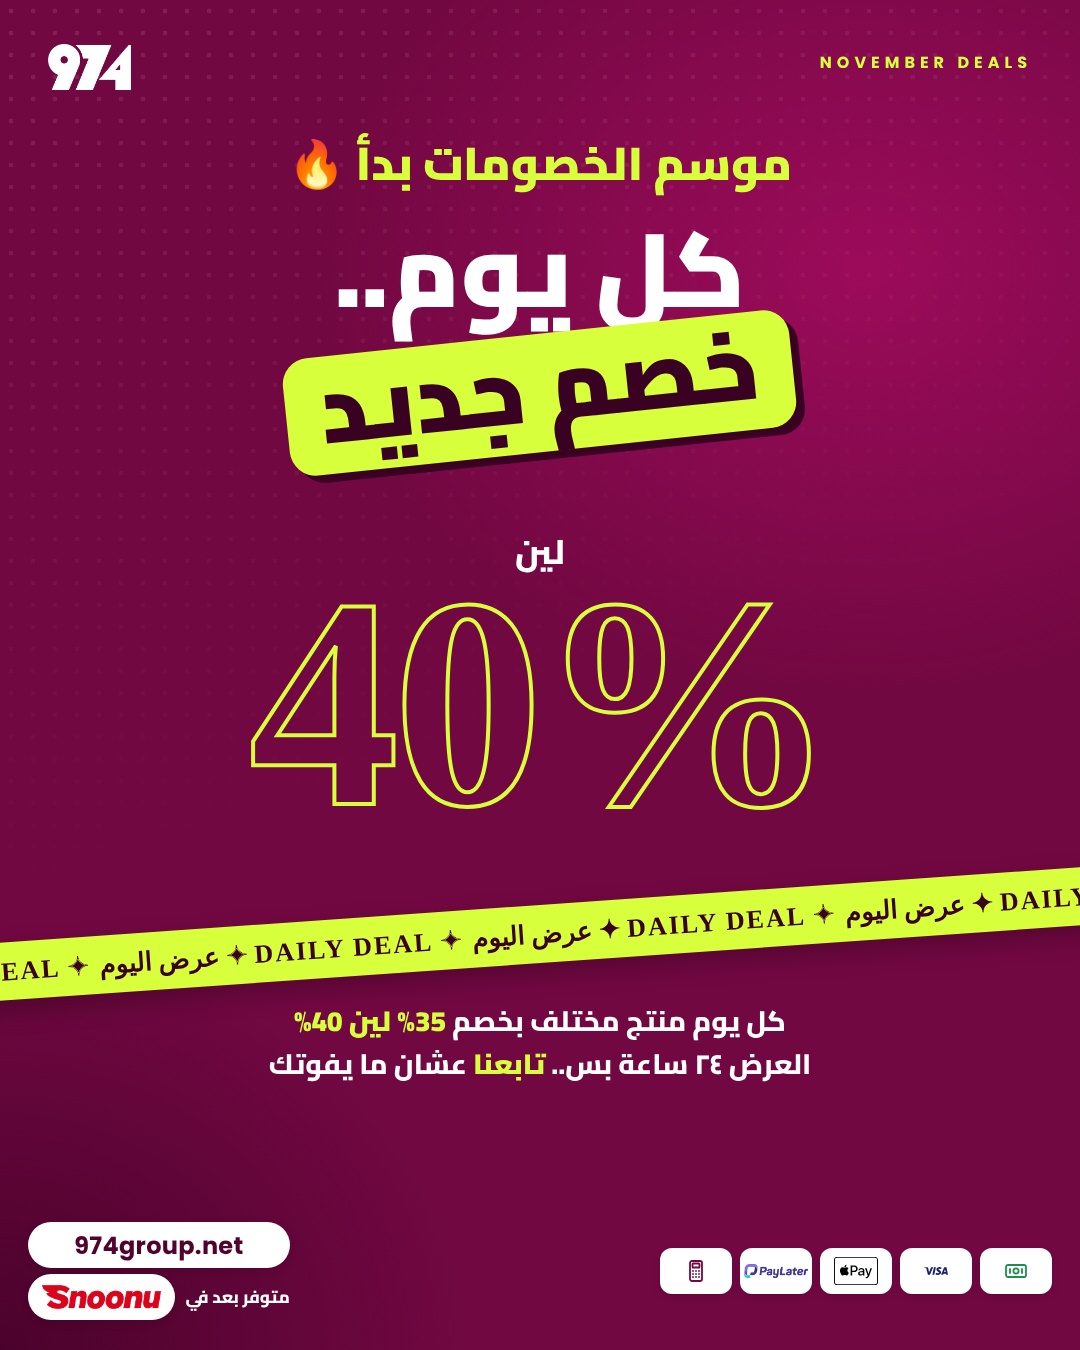 974
NOVEMBER DEALS
موسم الخصومات بدأ 🔥
كل يوم..
خصم جديد
لين
40%
EAL ✦ عرض اليوم ✦ DAILY DEAL ✦ عرض اليوم ✦ DAILY DEAL ✦ عرض اليوم ✦ DAILY
كل يوم منتج مختلف بخصم 35% لين 40%
العرض ٢٤ ساعة بس.. تابعنا عشان ما يفوتك
974group.net
متوفر بعد في Snoonu
PayLater
Pay
VISA